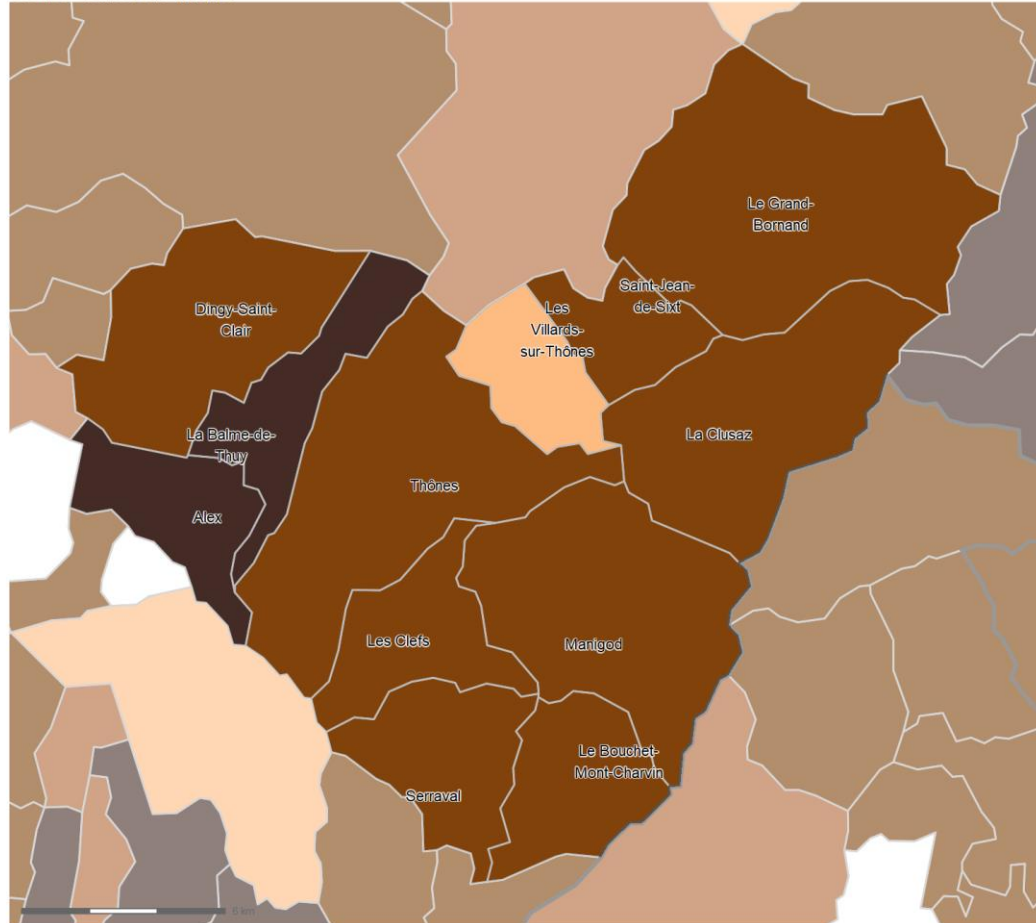 Le Grand-
Bornand
Saint-Jean-
de-Sixt
Dingy-Saint-
Clair
Les
Villards-
sur-Thônes
La Balme-de-
Thuy
La Clusaz
Thônes
Alex
Les Clefs
Manigod
Le Bouchet-
Mont-Charvin
Serraval
6 km